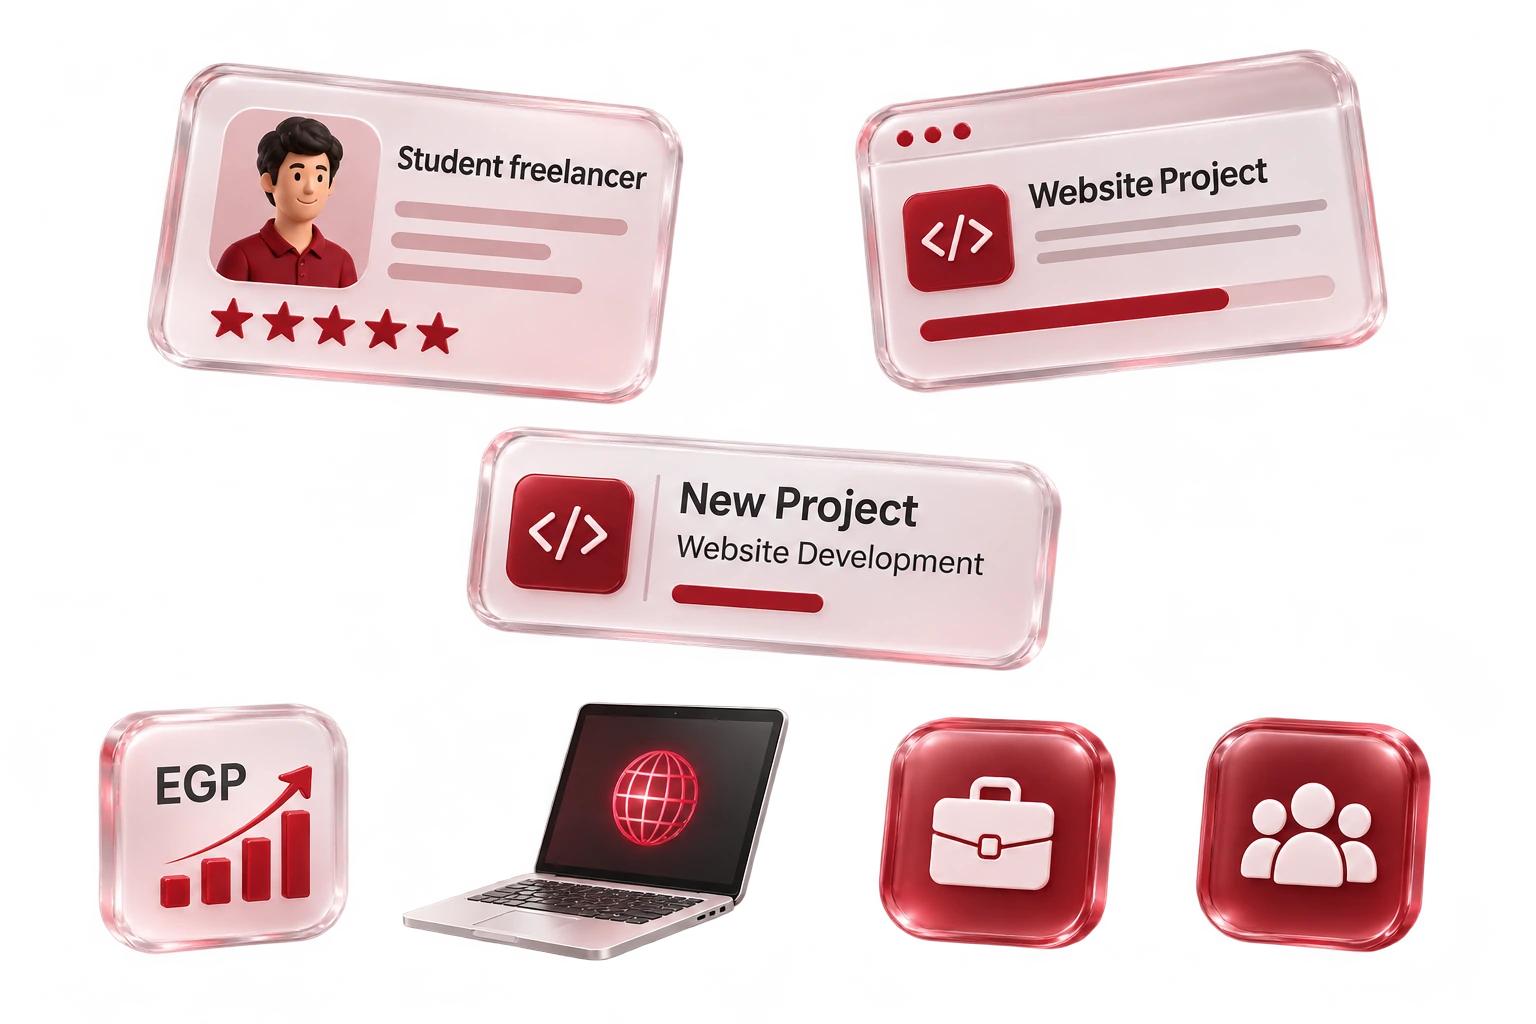 Student freelancer
Website Project
</>
New Project
Website Development
</>
EGP